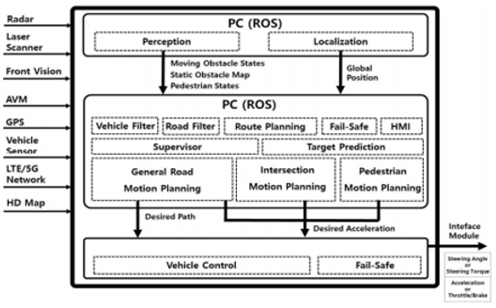 Radar
Laser
Scanner
Front Vision
AVM
GPS
Vehicle
Sensor
LTE/5G
Network
HD Map
PC (ROS)
Perception
Localization
Moving Obstacle States
Static Obstacle Map
Pedestrian States
Global
Position
PC (ROS)
Vehicle Filter
Road Filter
Route Planning
Fail-Safe
HMI
Supervisor
Target Prediction
General Road
Motion Planning
Intersection
Motion Planning
Pedestrian
Motion Planning
Desired Path
Desired Acceleration
Vehicle Control
Fail-Safe
Inteface
Module
Steering Angle
or
Steering Torque
Acceleration
or
Throttle/Brake